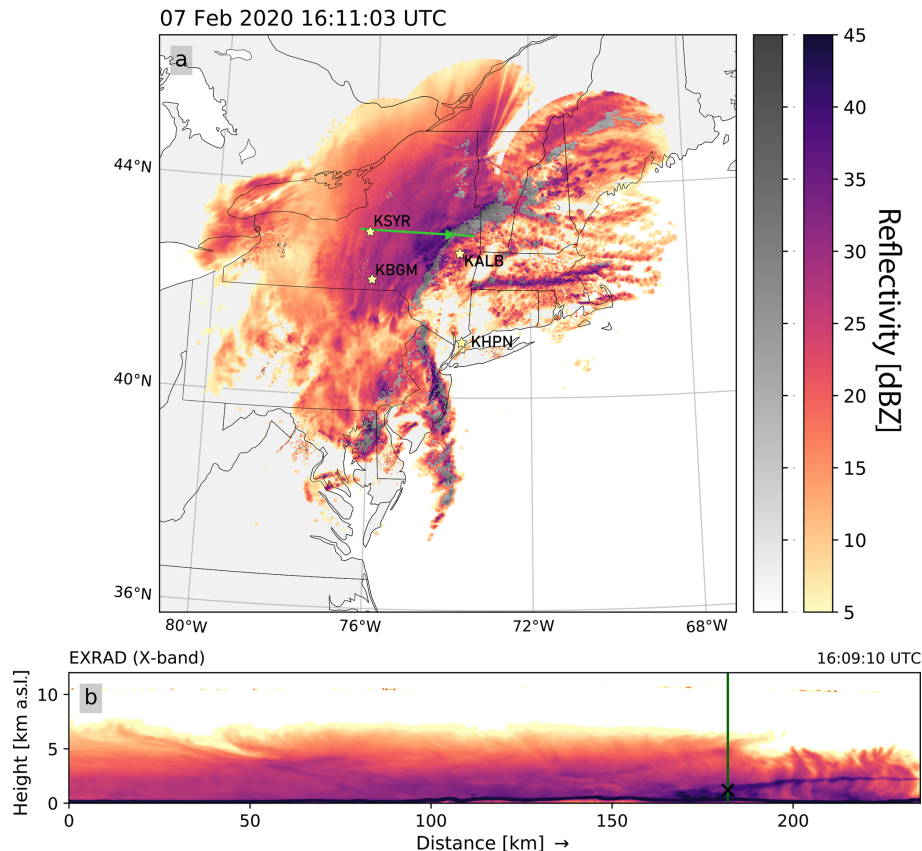 07 Feb 2020 16:11:03 UTC
a
44°N
40°N
36°N
80°W
76°W
72°W
68°W
KSYR
KBGM
KALB
KHPN
45
40
35
30
25
20
15
10
5
Reflectivity [dBZ]
EXRAD (X-band)
16:09:10 UTC
b
Height [km a.s.l.]
10
5
0
0
50
100
150
200
Distance [km] →